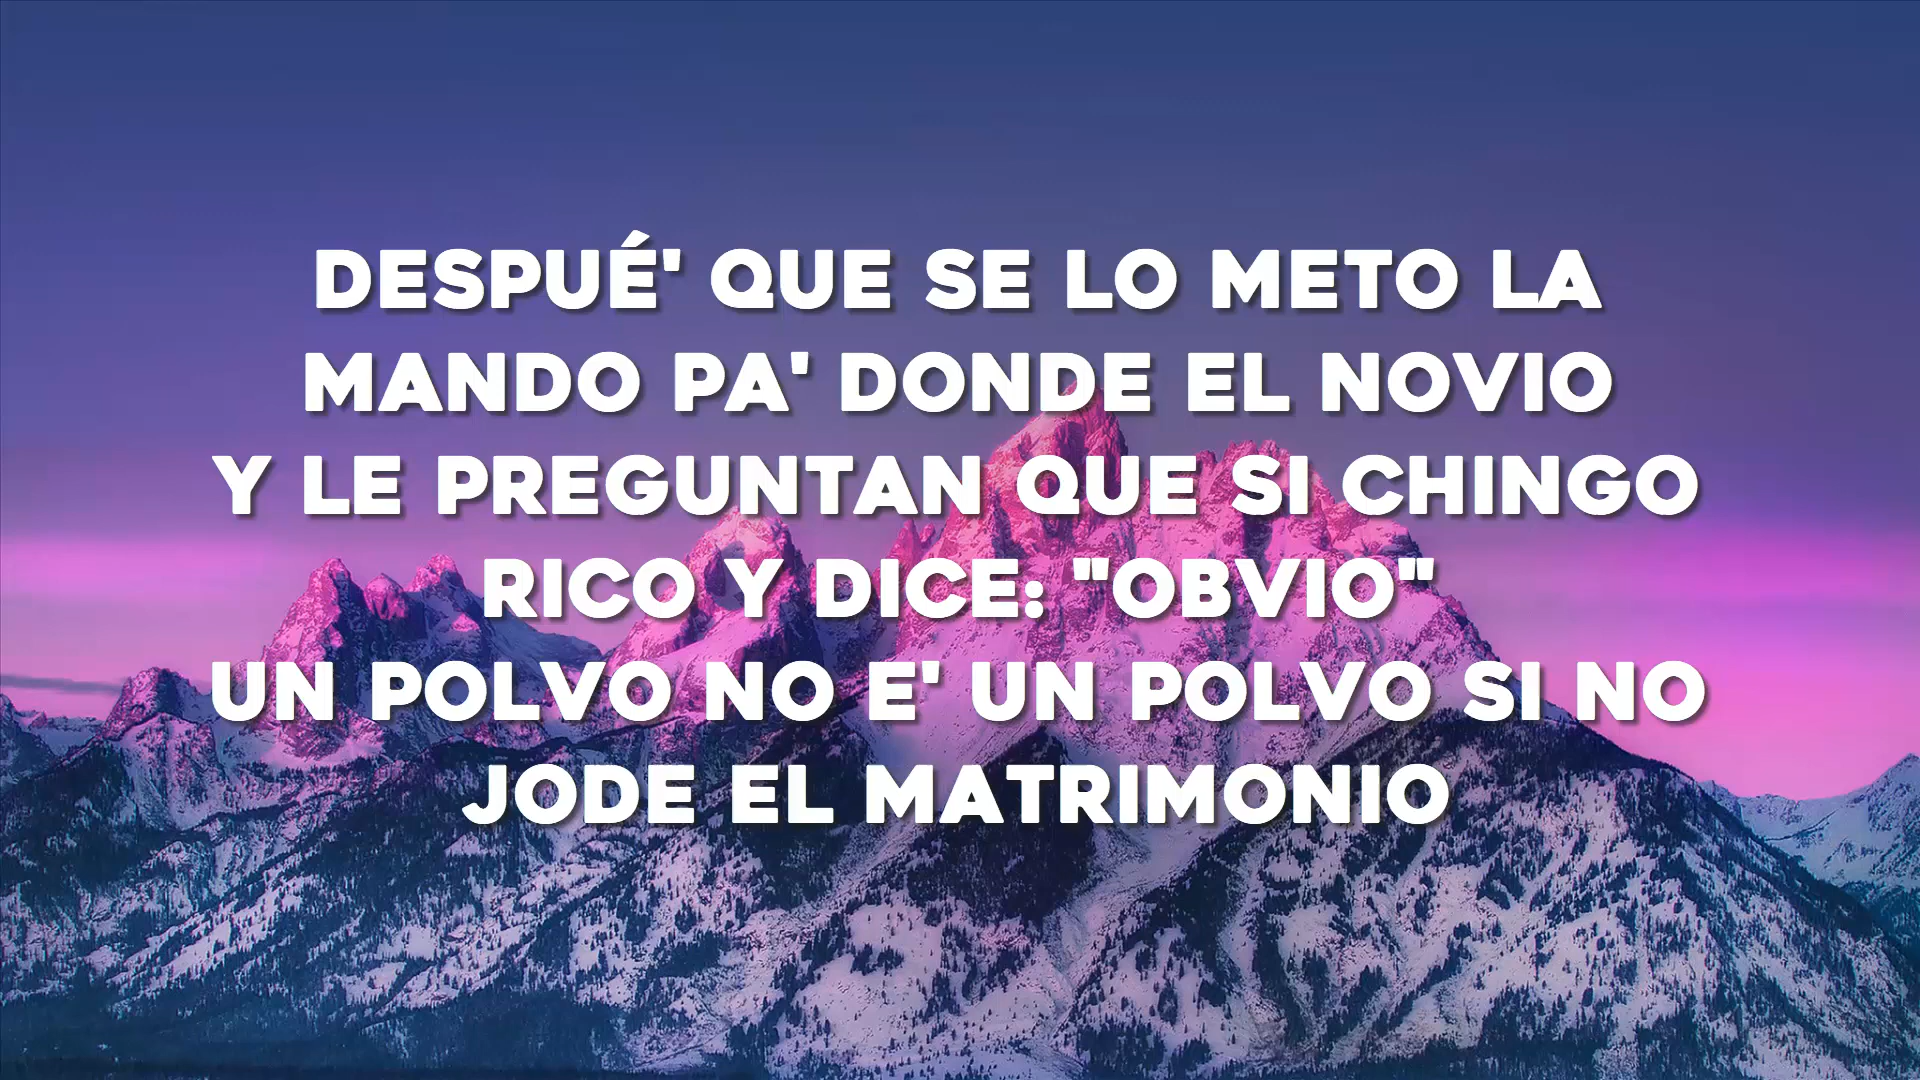 DESPUÉ' QUE SE LO METO LA
MANDO PA' DONDE EL NOVIO
Y LE PREGUNTAN QUE SI CHINGO
RICO Y DICE: "OBVIO"
UN POLVO NO E' UN POLVO SI NO
JODE EL MATRIMONIO